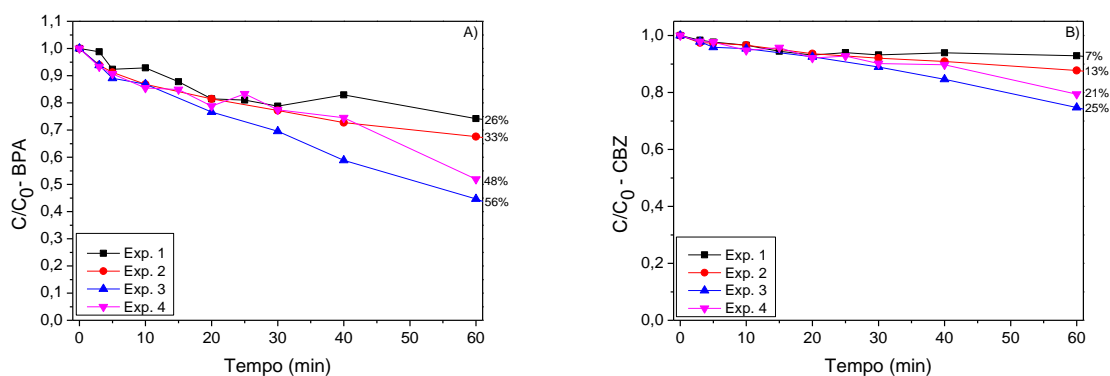 A)
1,1
1,0
0,9
0,8
0,7
0,6
0,5
0,4
0,3
0,2
0,1
0,0
C/C0 - BPA
26%
33%
48%
56%
Exp. 1
Exp. 2
Exp. 3
Exp. 4
0 10 20 30 40 50 60
Tempo (min)
B)
1,0
0,8
0,6
0,4
0,2
0,0
C/C0 - CBZ
7%
13%
21%
25%
Exp. 1
Exp. 2
Exp. 3
Exp. 4
0 10 20 30 40 50 60
Tempo (min)